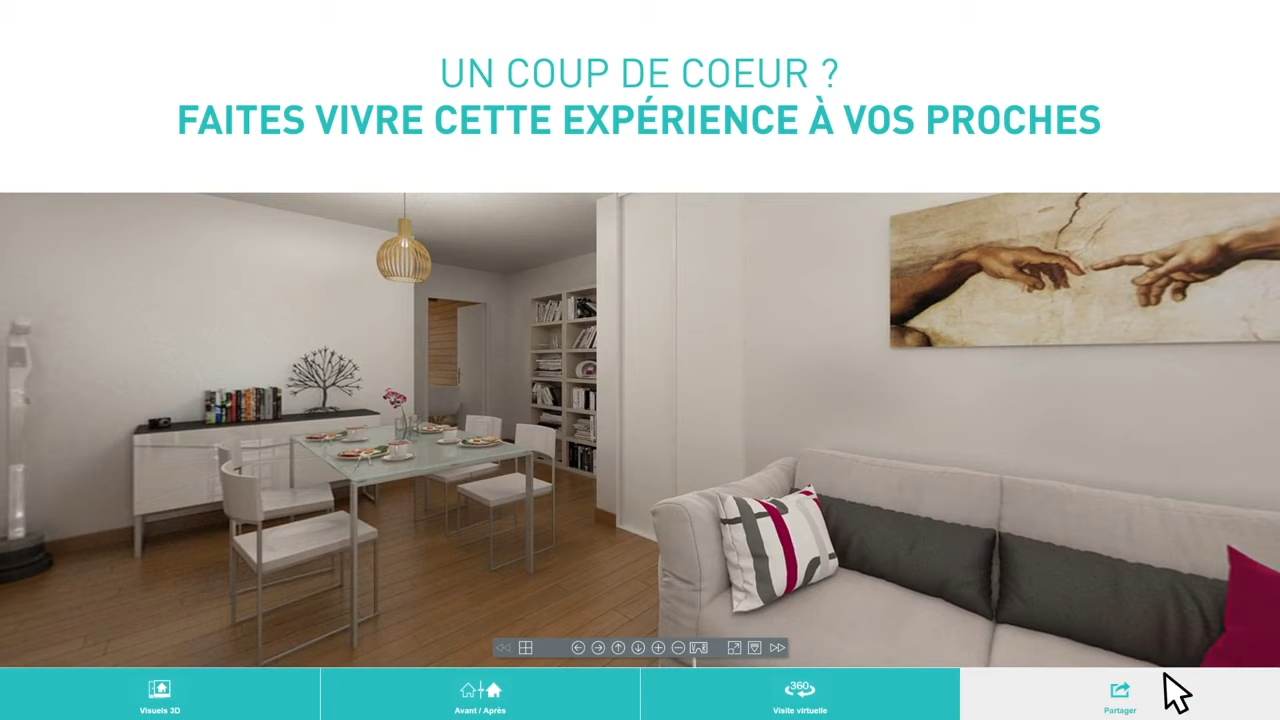 UN COUP DE COEUR ?
FAITES VIVRE CETTE EXPÉRIENCE À VOS PROCHES
360
Visuels 3D
Avant / Après
Visite virtuelle
Partager